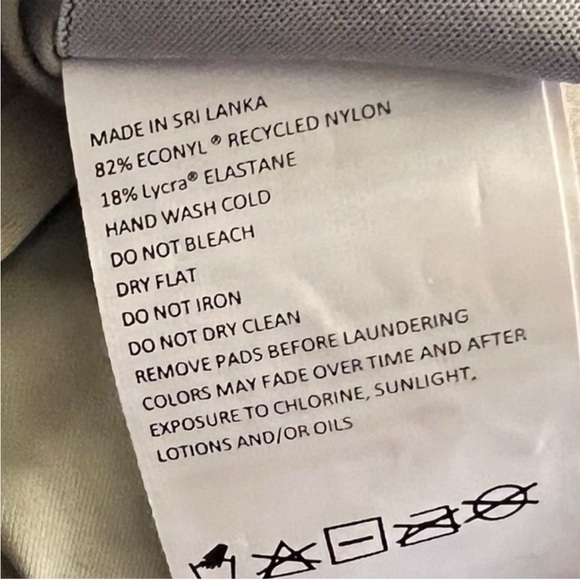 MADE IN SRI LANKA
82% ECONYL® RECYCLED NYLON
18% Lycra® ELASTANE
HAND WASH COLD
DO NOT BLEACH
DRY FLAT
DO NOT IRON
DO NOT DRY CLEAN
REMOVE PADS BEFORE LAUNDERING
COLORS MAY FADE OVER TIME AND AFTER
EXPOSURE TO CHLORINE, SUNLIGHT,
LOTIONS AND/OR OILS